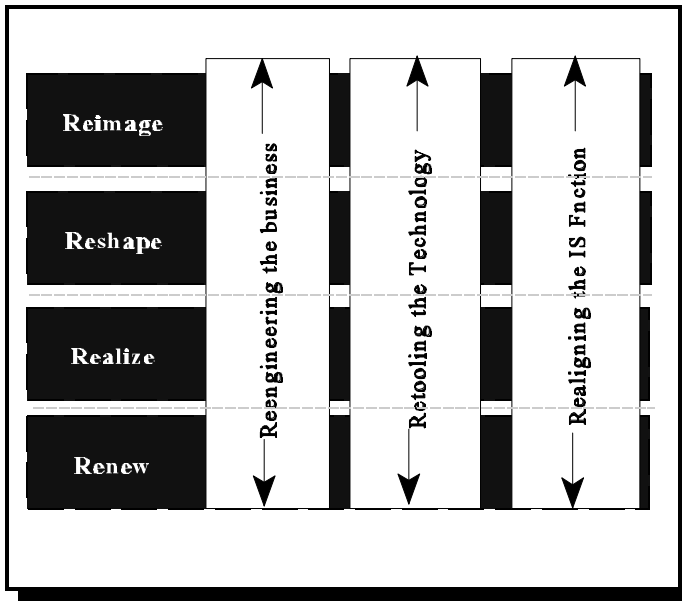 Reimage
Reshape
Realize
Renew
Reengineering the business
Retooling the Technology
Realigning the IS Fnction